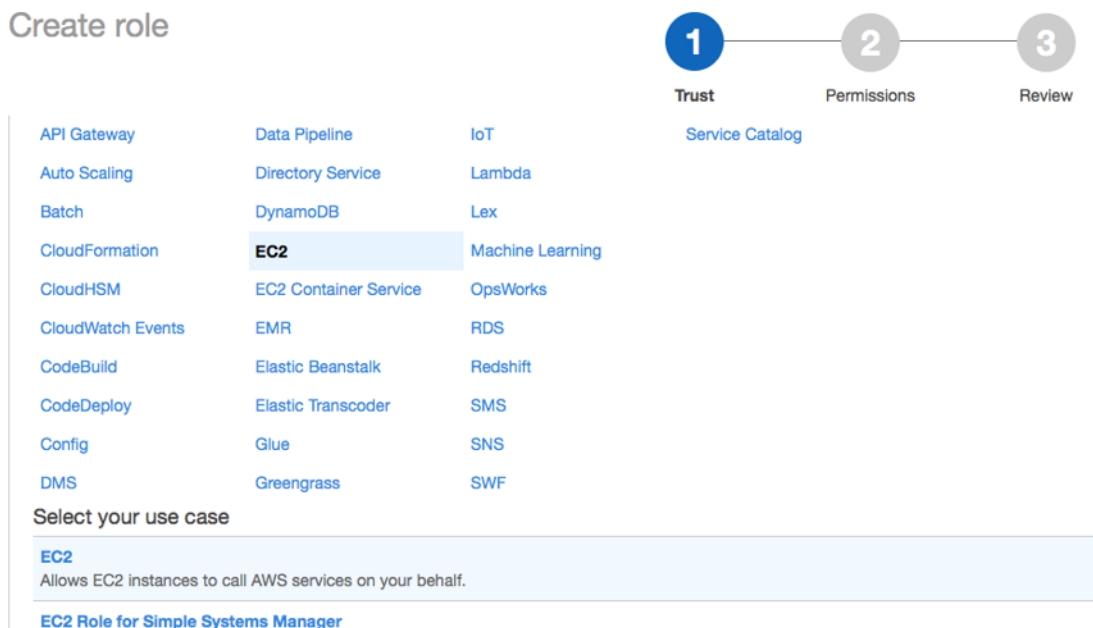 Create role
1 2 3
Trust Permissions Review
API Gateway Data Pipeline IoT Service Catalog
Auto Scaling Directory Service Lambda
Batch DynamoDB Lex
CloudFormation EC2 Machine Learning
CloudHSM EC2 Container Service OpsWorks
CloudWatch Events EMR RDS
CodeBuild Elastic Beanstalk Redshift
CodeDeploy Elastic Transcoder SMS
Config Glue SNS
DMS Greengrass SWF
Select your use case
EC2
Allows EC2 instances to call AWS services on your behalf.
EC2 Role for Simple Systems Manager